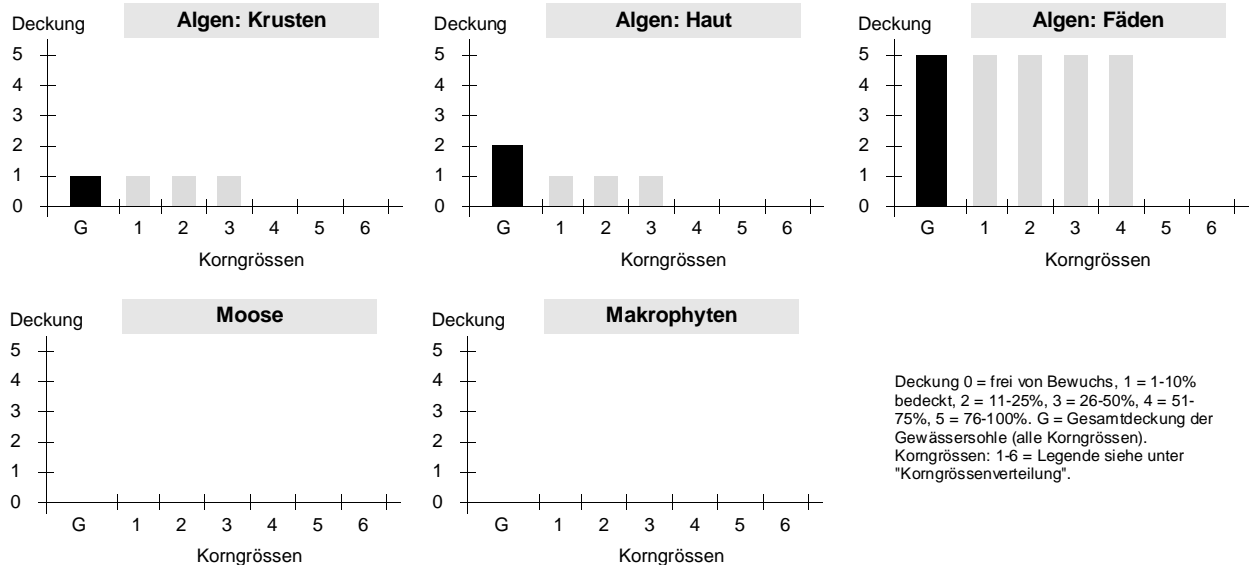 Algen: Krusten
Deckung
5
4
3
2
1
0
G 1 2 3 4 5 6
Korngrössen
Algen: Haut
Deckung
5
4
3
2
1
0
G 1 2 3 4 5 6
Korngrössen
Algen: Fäden
Deckung
5
4
3
2
1
0
G 1 2 3 4 5 6
Korngrössen
Moose
Deckung
5
4
3
2
1
0
G 1 2 3 4 5 6
Korngrössen
Makrophyten
Deckung
5
4
3
2
1
0
G 1 2 3 4 5 6
Korngrössen
Deckung 0 = frei von Bewuchs, 1 = 1-10%
bedeckt, 2 = 11-25%, 3 = 26-50%, 4 = 51-
75%, 5 = 76-100%. G = Gesamtdeckung der
Gewässersohle (alle Korngrössen).
Korngrössen: 1-6 = Legende siehe unter
"Korngrössenverteilung".